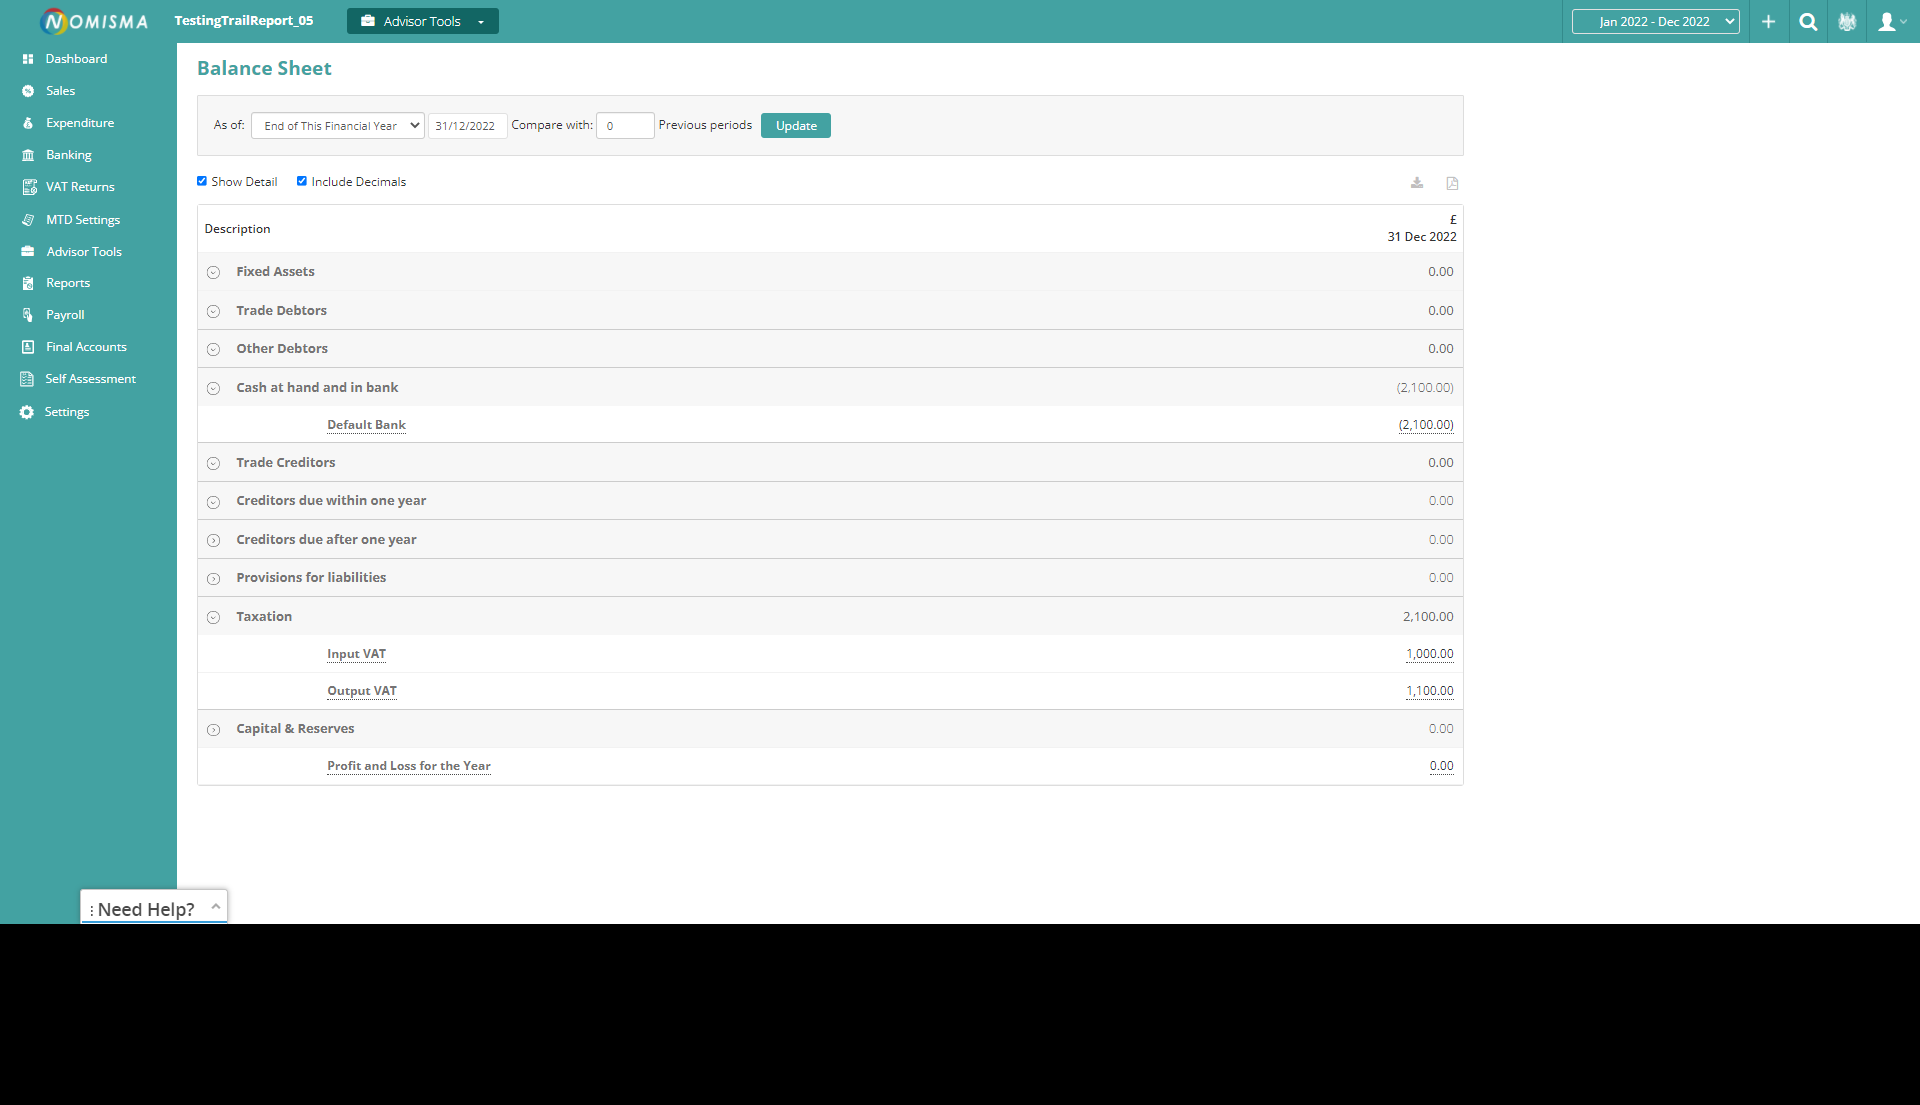 NOMISMA TestingTrailReport_05 Advisor Tools Jan 2022 - Dec 2022
Dashboard
Sales
Expenditure
Banking
VAT Returns
MTD Settings
Advisor Tools
Reports
Payroll
Final Accounts
Self Assessment
Settings
Balance Sheet
As of: End of This Financial Year 31/12/2022 Compare with: 0 Previous periods Update
Show Detail Include Decimals
Description £
31 Dec 2022
Fixed Assets 0.00
Trade Debtors 0.00
Other Debtors 0.00
Cash at hand and in bank (2,100.00)
Default Bank (2,100.00)
Trade Creditors 0.00
Creditors due within one year 0.00
Creditors due after one year 0.00
Provisions for liabilities 0.00
Taxation 2,100.00
Input VAT 1,000.00
Output VAT 1,100.00
Capital & Reserves 0.00
Profit and Loss for the Year 0.00
Need Help?